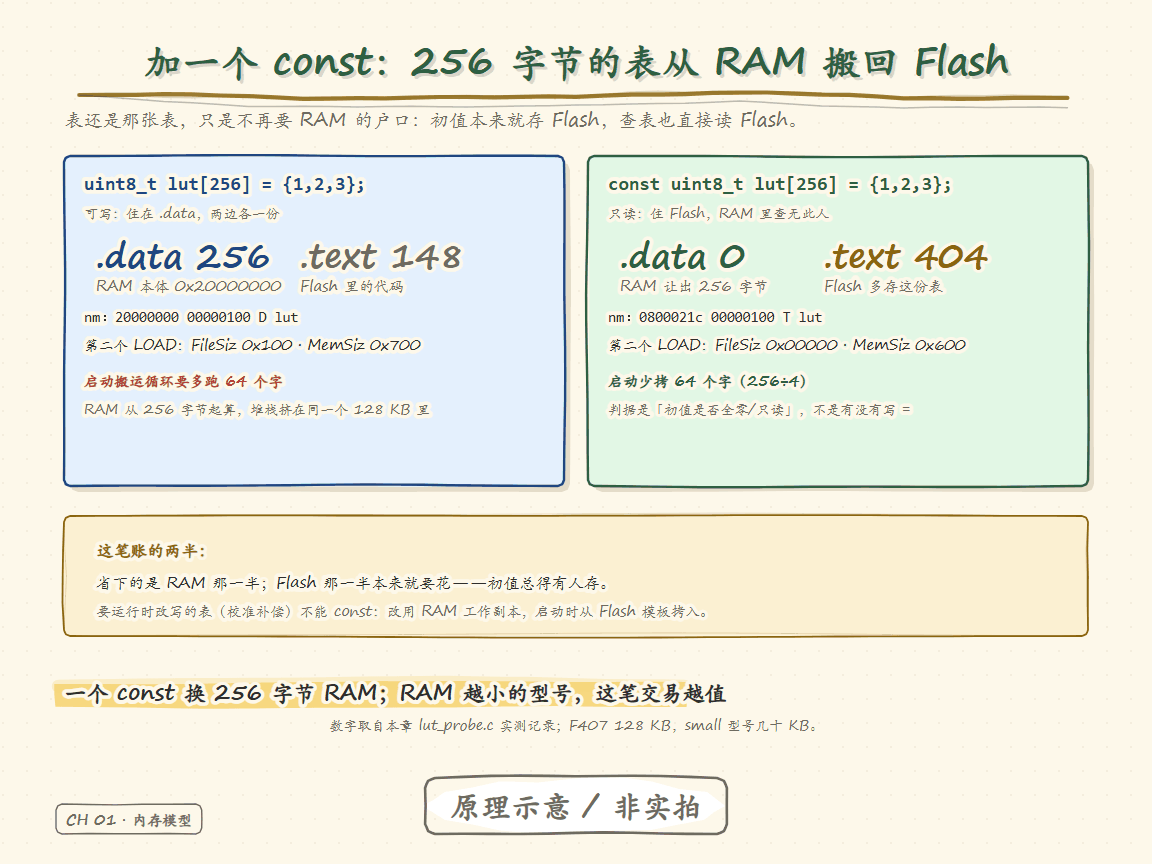 加一个 const：256 字节的表从 RAM 搬回 Flash
表还是那张表，只是不再要 RAM 的户口：初值本来就存 Flash，查表也直接读 Flash。
uint8_t lut[256] = {1,2,3};
可写：住在 .data，两边各一份
.data 256 .text 148
RAM 本体 0x20000000 Flash 里的代码
nm：20000000 00000100 D lut
第二个 LOAD：FileSiz 0x100 · MemSiz 0x700
启动搬运循环要多跑 64 个字
RAM 从 256 字节起算，堆栈挤在同一个 128 KB 里
const uint8_t lut[256] = {1,2,3};
只读：住 Flash，RAM 里查无此人
.data 0 .text 404
RAM 让出 256 字节 Flash 多存这份表
nm：0800021c 00000100 T lut
第二个 LOAD：FileSiz 0x00000 · MemSiz 0x600
启动少拷 64 个字（256÷4）
判据是「初值是否全零/只读」，不是有没有写 =
这笔账的两半：
省下的是 RAM 那一半；Flash 那一半本来就要花——初值总得有人存。
要运行时改写的表（校准补偿）不能 const：改用 RAM 工作副本，启动时从 Flash 模板拷入。
一个 const 换 256 字节 RAM；RAM 越小的型号，这笔交易越值
数字取自本章 lut_probe.c 实测记录；F407 128 KB，small 型号几十 KB。
原理示意 / 非实拍
CH 01 · 内存模型